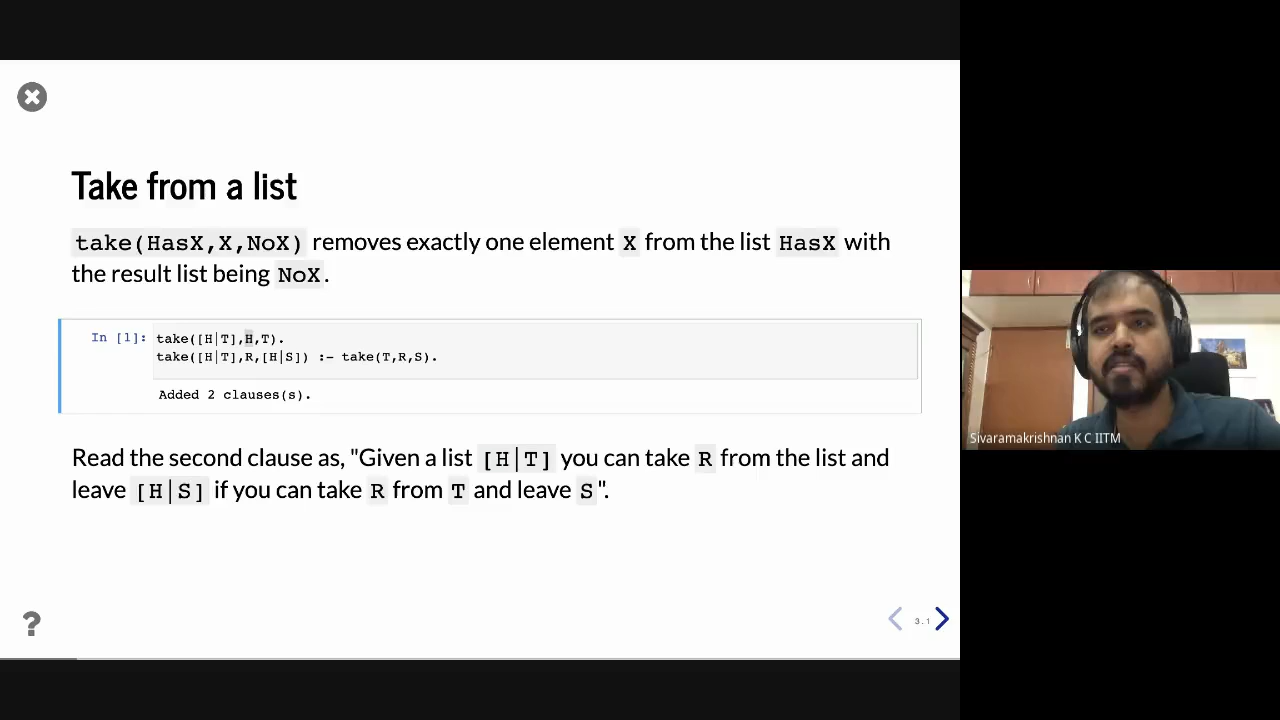 Take from a list
take(HasX,X,NoX) removes exactly one element X from the list HasX with
the result list being NoX.
In [1]: take([H|T],H,T).
take([H|T],R,[H|S]) :- take(T,R,S).
Added 2 clauses(s).
Read the second clause as, "Given a list [H|T] you can take R from the list and
leave [H|S] if you can take R from T and leave S".
?
3.1
Sivaramakrishnan K C IITM